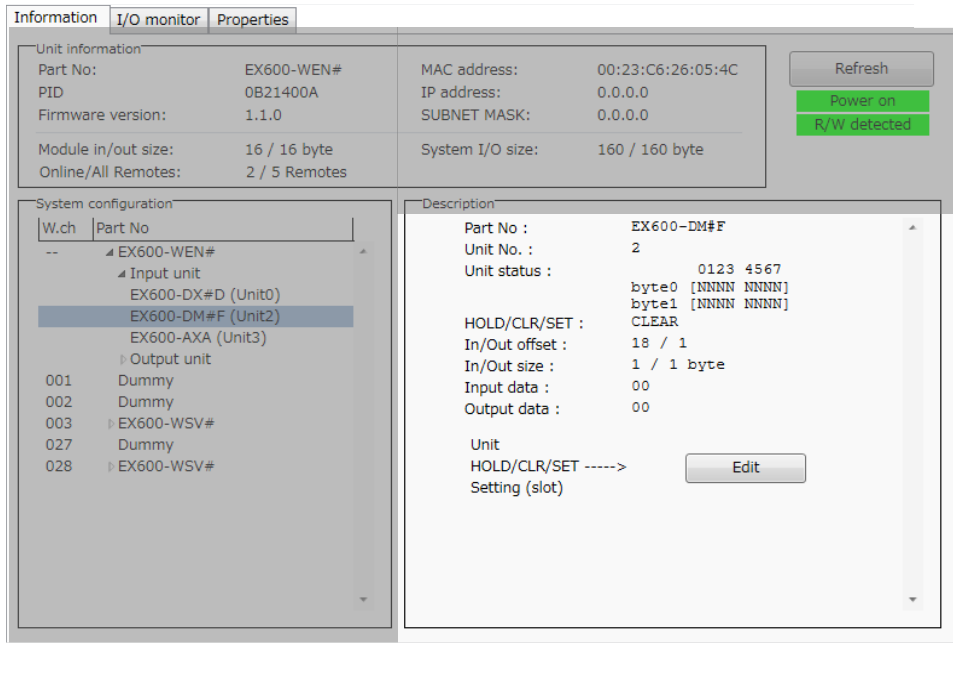 Information I/O monitor Properties
Unit information
Part No: EX600-WEN# MAC address: 00:23:C6:26:05:4C Refresh
PID 0B21400A IP address: 0.0.0.0 Power on
Firmware version: 1.1.0 SUBNET MASK: 0.0.0.0 R/W detected
Module in/out size: 16 / 16 byte System I/O size: 160 / 160 byte
Online/All Remotes: 2 / 5 Remotes
System configuration
W.ch Part No
-- EX600-WEN#
Input unit
EX600-DX#D (Unit0)
EX600-DM#F (Unit2)
EX600-AXA (Unit3)
Output unit
001 Dummy
002 Dummy
003 EX600-WSV#
027 Dummy
028 EX600-WSV#
Description
Part No : EX600-DM#F
Unit No. : 2
Unit status : 0123 4567
byte0 [NNNN NNNN]
byte1 [NNNN NNNN]
HOLD/CLR/SET : CLEAR
In/Out offset : 18 / 1
In/Out size : 1 / 1 byte
Input data : 00
Output data : 00
Unit
HOLD/CLR/SET -----> Edit
Setting (slot)